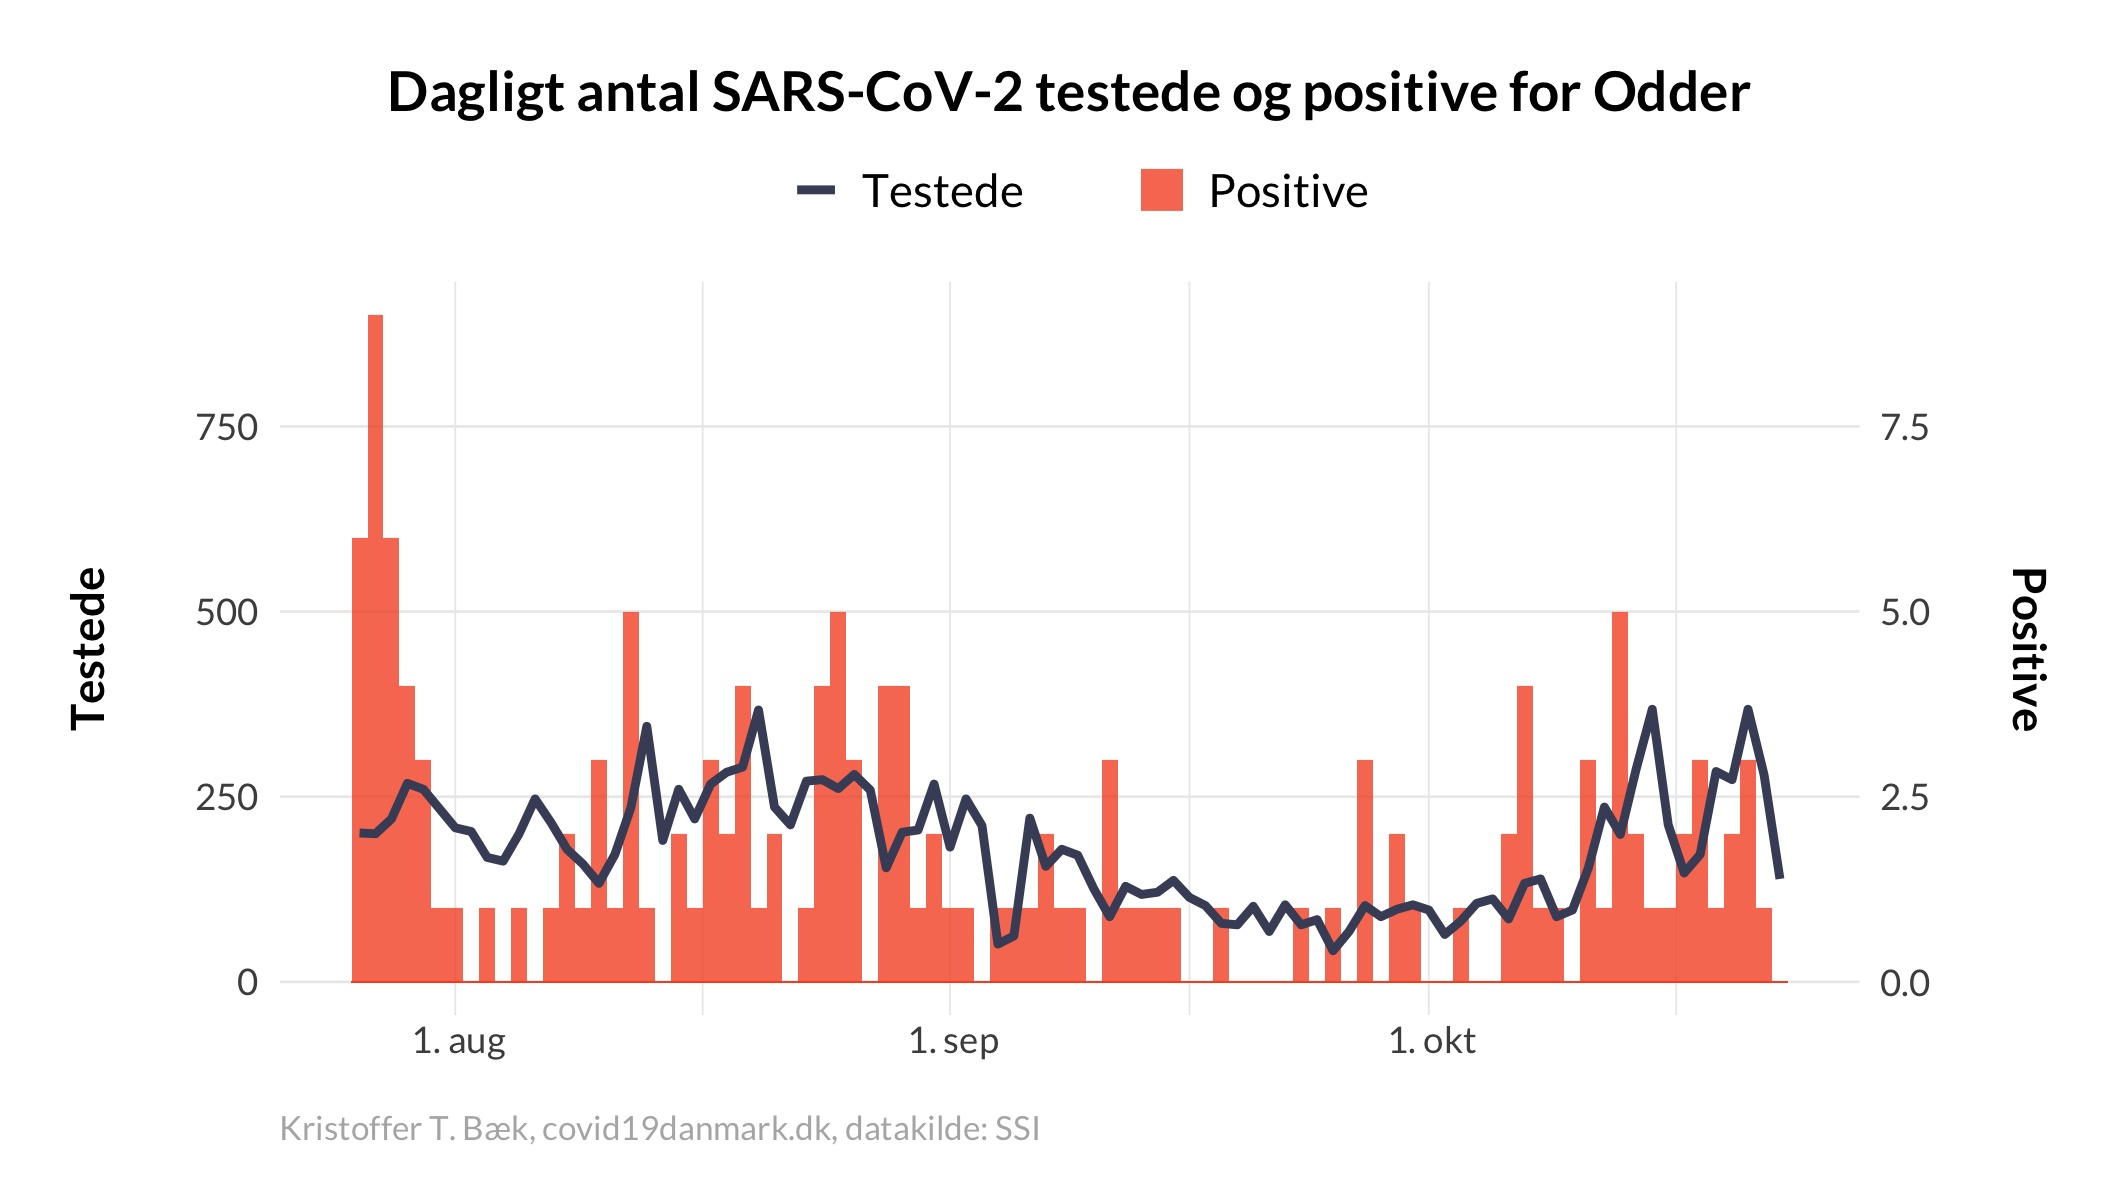 Dagligt antal SARS-CoV-2 testede og positive for Odder
Testede
Positive
750
500
250
0
7.5
5.0
2.5
0.0
Testede
Positive
1. aug
1. sep
1. okt
Kristoffer T. Bæk, covid19danmark.dk, datakilde: SSI